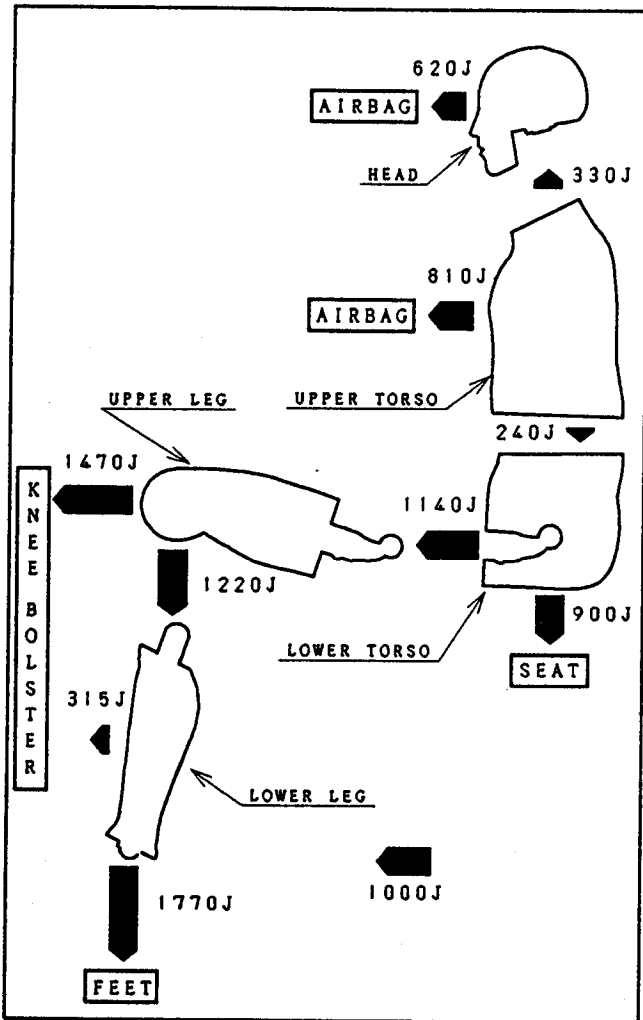 620J
AIRBAG
HEAD
330J
810J
AIRBAG
UPPER LEG
UPPER TORSO
240J
1470J
1140J
KNEE BOLSTER
1220J
900J
LOWER TORSO
SEAT
315J
LOWER LEG
1000J
1770J
FEET